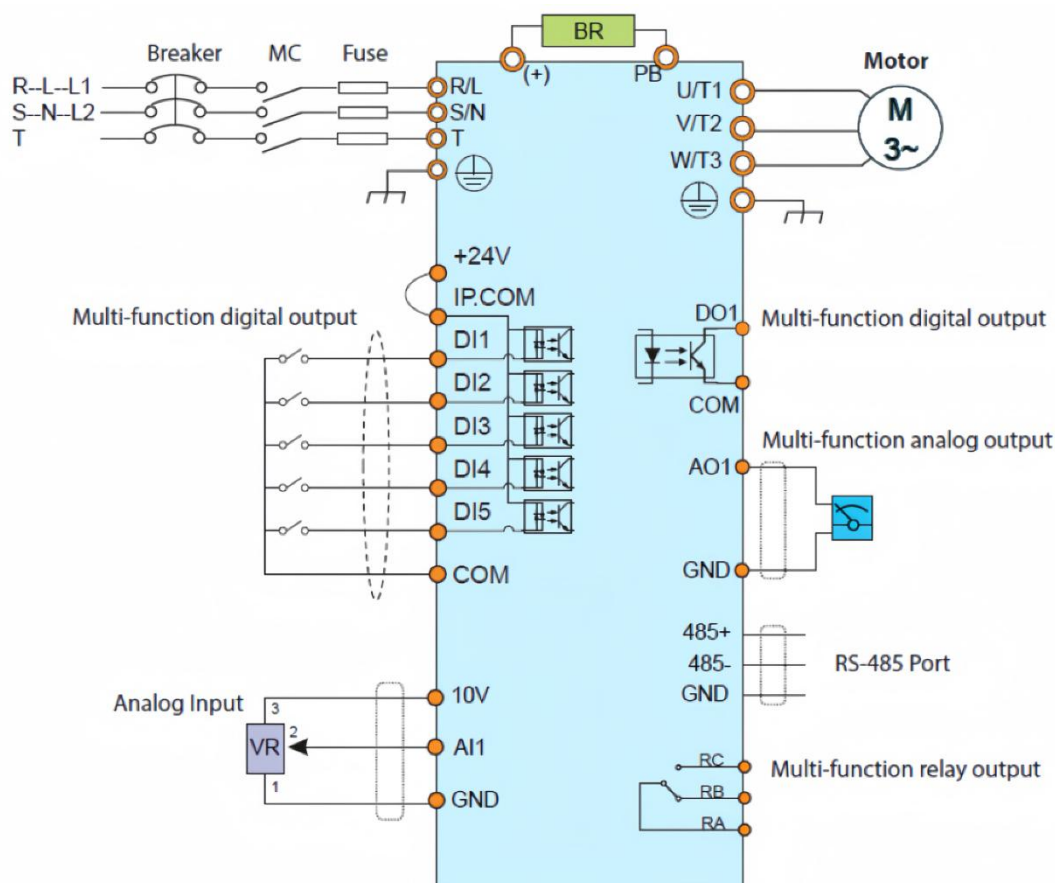 BR
Breaker MC Fuse
(+) PB
Motor
R--L--L1
R/L
S--N--L2
S/N
T
T
U/T1
V/T2
W/T3
M
3~
+24V
IP.COM
Multi-function digital output
DI1
DI2
DI3
DI4
DI5
COM
DO1
Multi-function digital output
COM
Multi-function analog output
AO1
GND
485+
485-
RS-485 Port
GND
Analog Input
3
10V
VR
2
AI1
1
GND
RC
Multi-function relay output
RB
RA